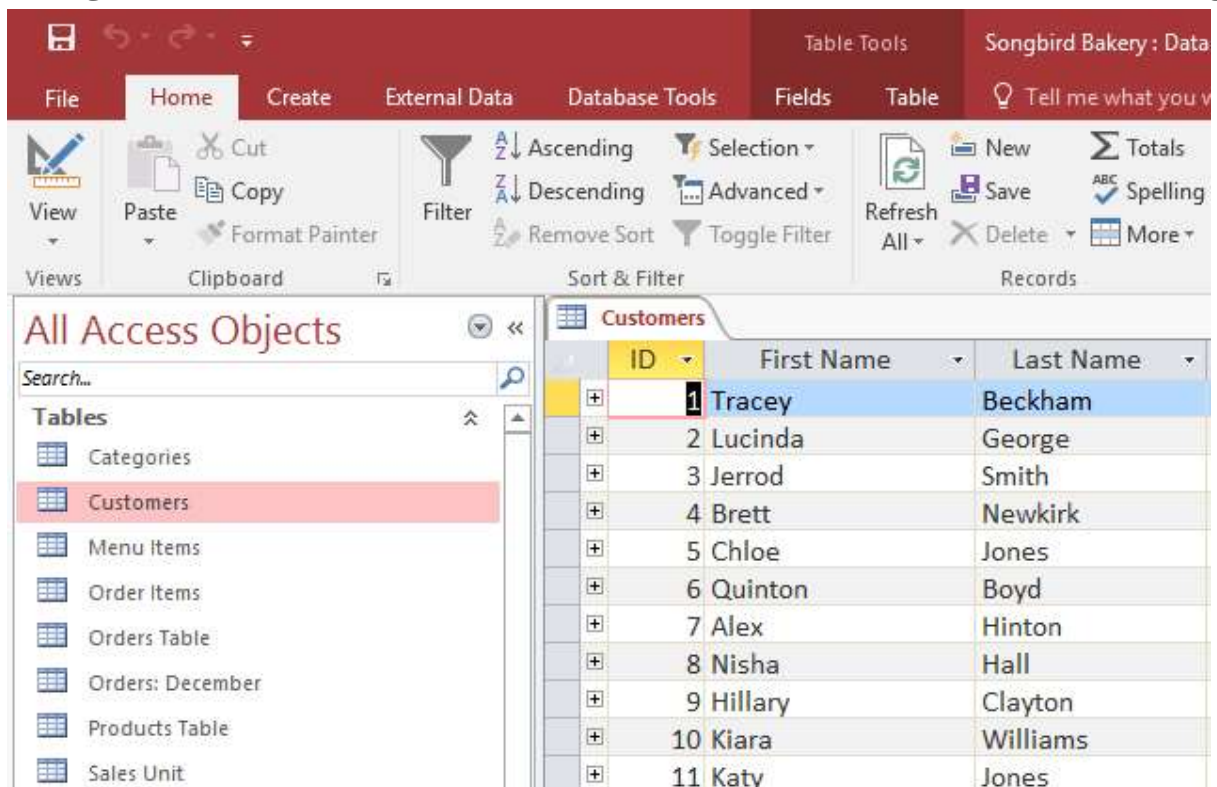 Table Tools Songbird Bakery : Data
File Home Create External Data Database Tools Fields Table Tell me what you
View
Views
Paste
Cut
Copy
Format Painter
Clipboard
Filter
Ascending
Descending
Remove Sort
Selection
Advanced
Toggle Filter
Sort & Filter
Refresh
All
New
Save
Delete
Totals
ABC
Spelling
More
Records
All Access Objects
Search...
Tables
Categories
Customers
Menu Items
Order Items
Orders Table
Orders: December
Products Table
Sales Unit
Customers
ID First Name Last Name
1 Tracey Beckham
2 Lucinda George
3 Jerrod Smith
4 Brett Newkirk
5 Chloe Jones
6 Quinton Boyd
7 Alex Hinton
8 Nisha Hall
9 Hillary Clayton
10 Kiara Williams
11 Katy Jones